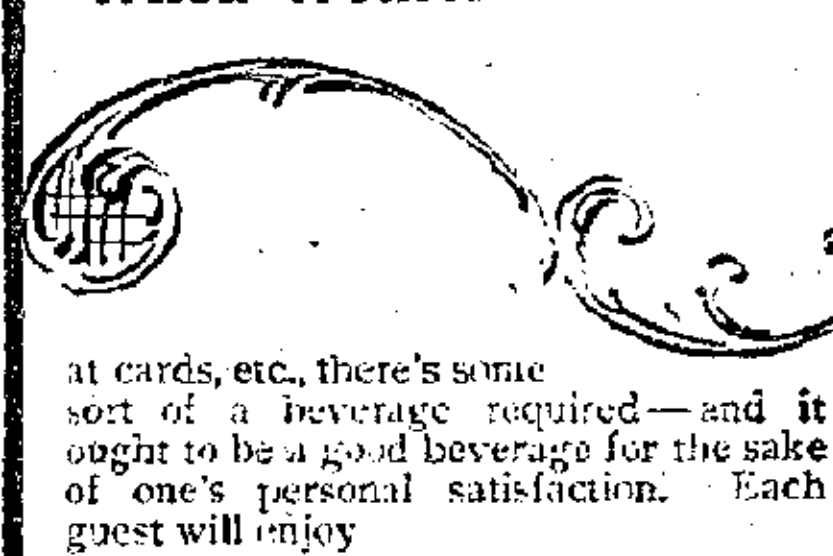 at cards, etc., there's some
sort of a beverage required—and it
ought to be a good beverage for the sake
of one's personal satisfaction. Each
guest will enjoy